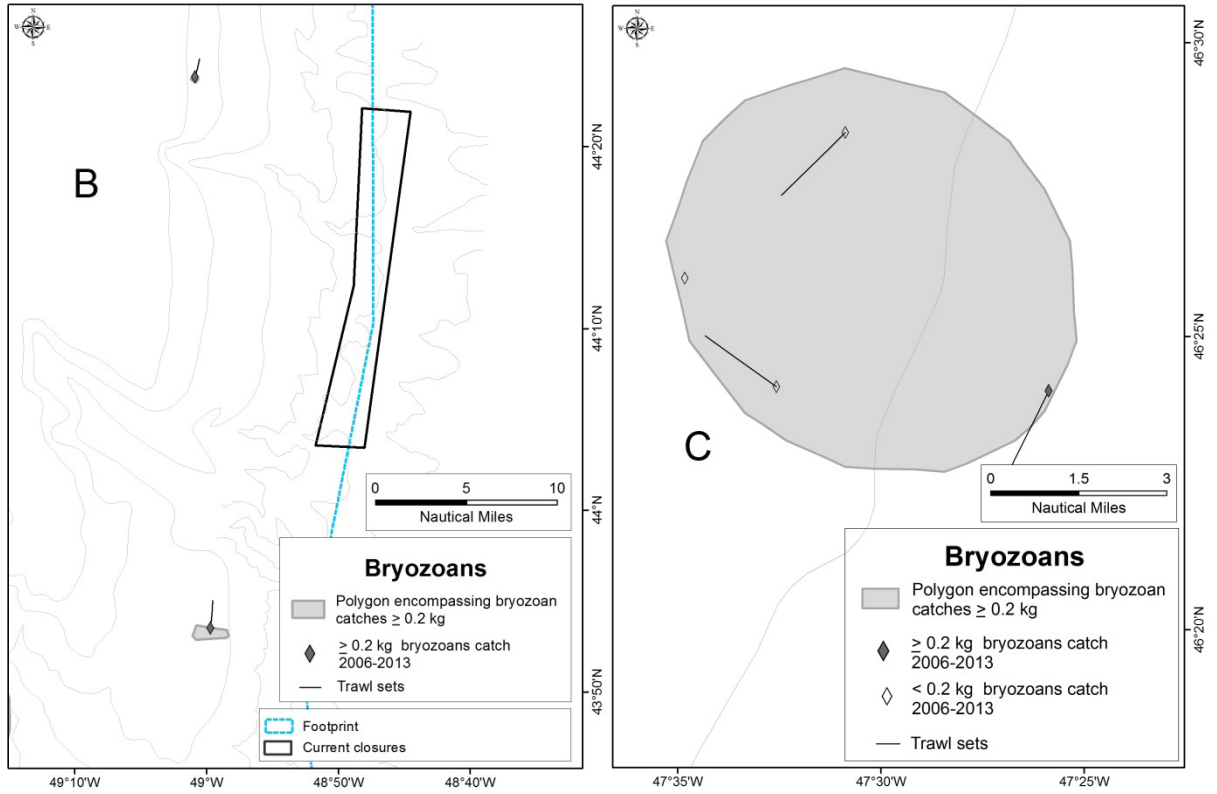 N
W E
S
B
44°20'N
44°10'N
44°N
43°50'N
0 5 10
Nautical Miles
Bryozoans
Polygon encompassing bryozoan
catches ≥ 0.2 kg
≥ 0.2 kg bryozoans catch
2006-2013
Trawl sets
Footprint
Current closures
49°10'W 49°W 48°50'W 48°40'W
N
W E
S
C
46°30'N
46°25'N
46°20'N
0 1.5 3
Nautical Miles
Bryozoans
Polygon encompassing bryozoan
catches ≥ 0.2 kg
≥ 0.2 kg bryozoans catch
2006-2013
< 0.2 kg bryozoans catch
2006-2013
Trawl sets
47°35'W 47°30'W 47°25'W